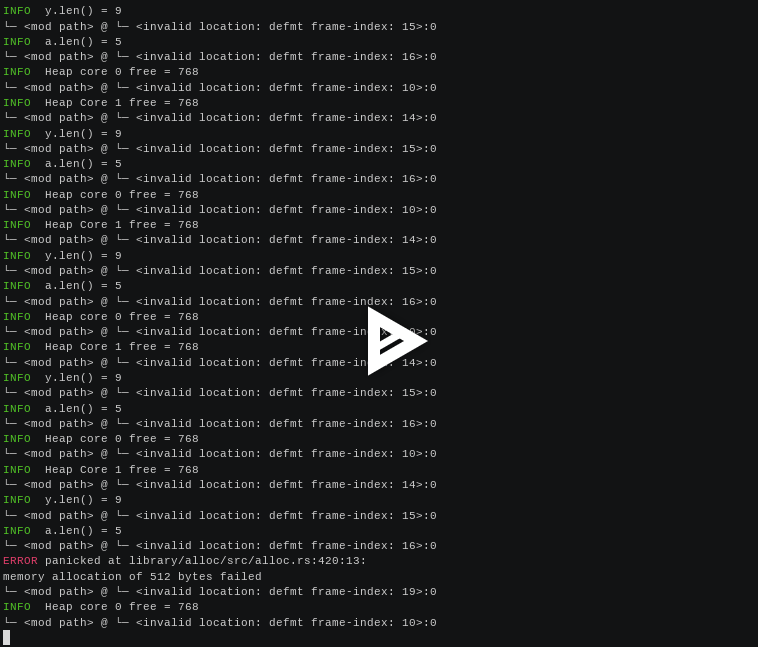 INFO  y.len() = 9
└─ <mod path> @ └─ <invalid location: defmt frame-index: 15>:0
INFO  a.len() = 5
└─ <mod path> @ └─ <invalid location: defmt frame-index: 16>:0
INFO  Heap core 0 free = 768
└─ <mod path> @ └─ <invalid location: defmt frame-index: 10>:0
INFO  Heap Core 1 free = 768
└─ <mod path> @ └─ <invalid location: defmt frame-index: 14>:0
INFO  y.len() = 9
└─ <mod path> @ └─ <invalid location: defmt frame-index: 15>:0
INFO  a.len() = 5
└─ <mod path> @ └─ <invalid location: defmt frame-index: 16>:0
INFO  Heap core 0 free = 768
└─ <mod path> @ └─ <invalid location: defmt frame-index: 10>:0
INFO  Heap Core 1 free = 768
└─ <mod path> @ └─ <invalid location: defmt frame-index: 14>:0
INFO  y.len() = 9
└─ <mod path> @ └─ <invalid location: defmt frame-index: 15>:0
INFO  a.len() = 5
└─ <mod path> @ └─ <invalid location: defmt frame-index: 16>:0
INFO  Heap core 0 free = 768
└─ <mod path> @ └─ <invalid location: defmt
INFO  Heap Core 1 free = 768
└─ <mod path> @ └─ <invalid location: defmt frame-index: 14>:0
INFO  y.len() = 9
└─ <mod path> @ └─ <invalid location: defmt frame-index: 15>:0
INFO  a.len() = 5
└─ <mod path> @ └─ <invalid location: defmt frame-index: 16>:0
INFO  Heap core 0 free = 768
└─ <mod path> @ └─ <invalid location: defmt frame-index: 10>:0
INFO  Heap Core 1 free = 768
└─ <mod path> @ └─ <invalid location: defmt frame-index: 14>:0
INFO  y.len() = 9
└─ <mod path> @ └─ <invalid location: defmt frame-index: 15>:0
INFO  a.len() = 5
└─ <mod path> @ └─ <invalid location: defmt frame-index: 16>:0
ERROR panicked at library/alloc/src/alloc.rs:420:13:
memory allocation of 512 bytes failed
└─ <mod path> @ └─ <invalid location: defmt frame-index: 19>:0
INFO  Heap core 0 free = 768
└─ <mod path> @ └─ <invalid location: defmt frame-index: 10>:0